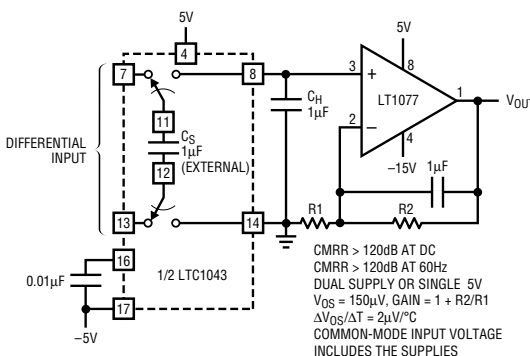 5V
4
7
8
11
C_S
1µF
(EXTERNAL)
12
DIFFERENTIAL
INPUT
13
14
16
0.01µF
1/2 LTC1043
17
–5V
C_H
1µF
5V
3
+
8
LT1077
1
V_OUT
2
–
4
–15V
1µF
R1
R2
CMRR > 120dB AT DC
CMRR > 120dB AT 60Hz
DUAL SUPPLY OR SINGLE 5V
V_OS = 150µV, GAIN = 1 + R2/R1
∆V_OS/∆T = 2µV/°C
COMMON-MODE INPUT VOLTAGE
INCLUDES THE SUPPLIES